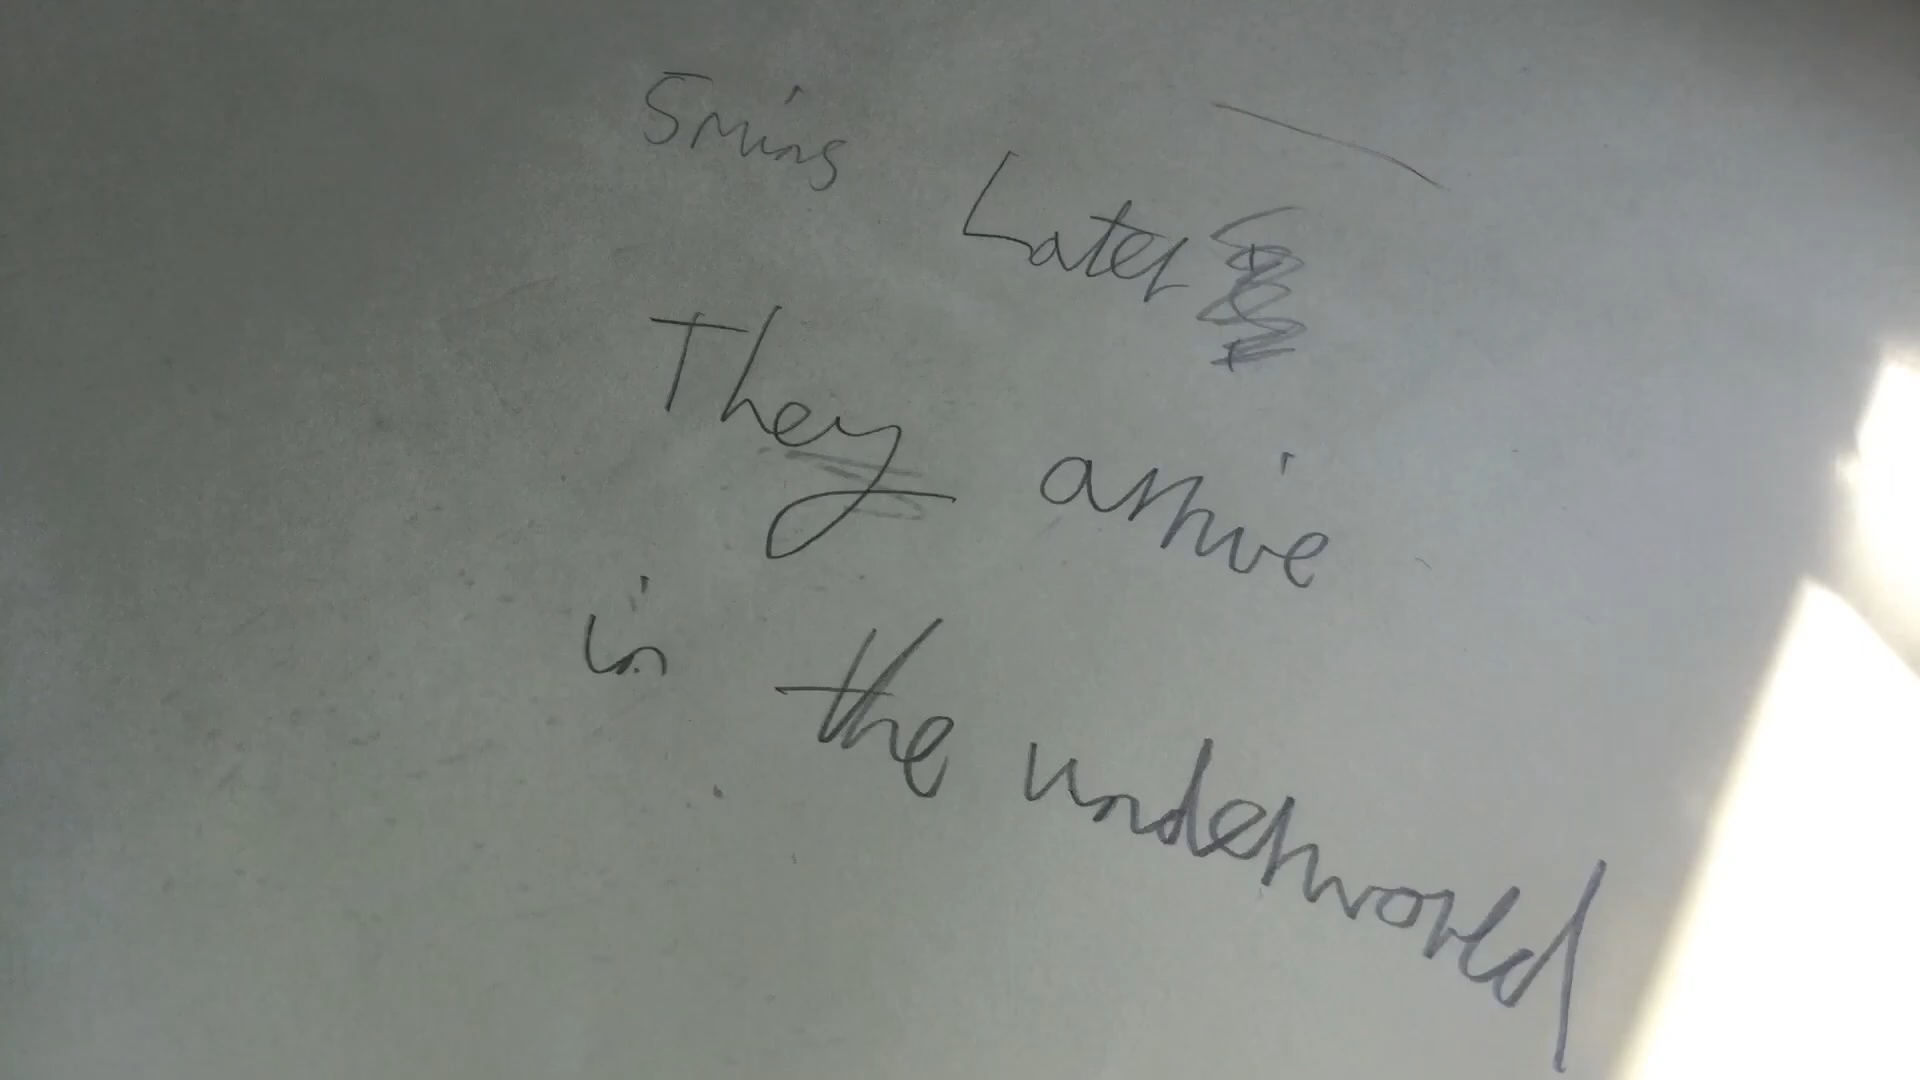 5mins Later
They arrive
in the underworld